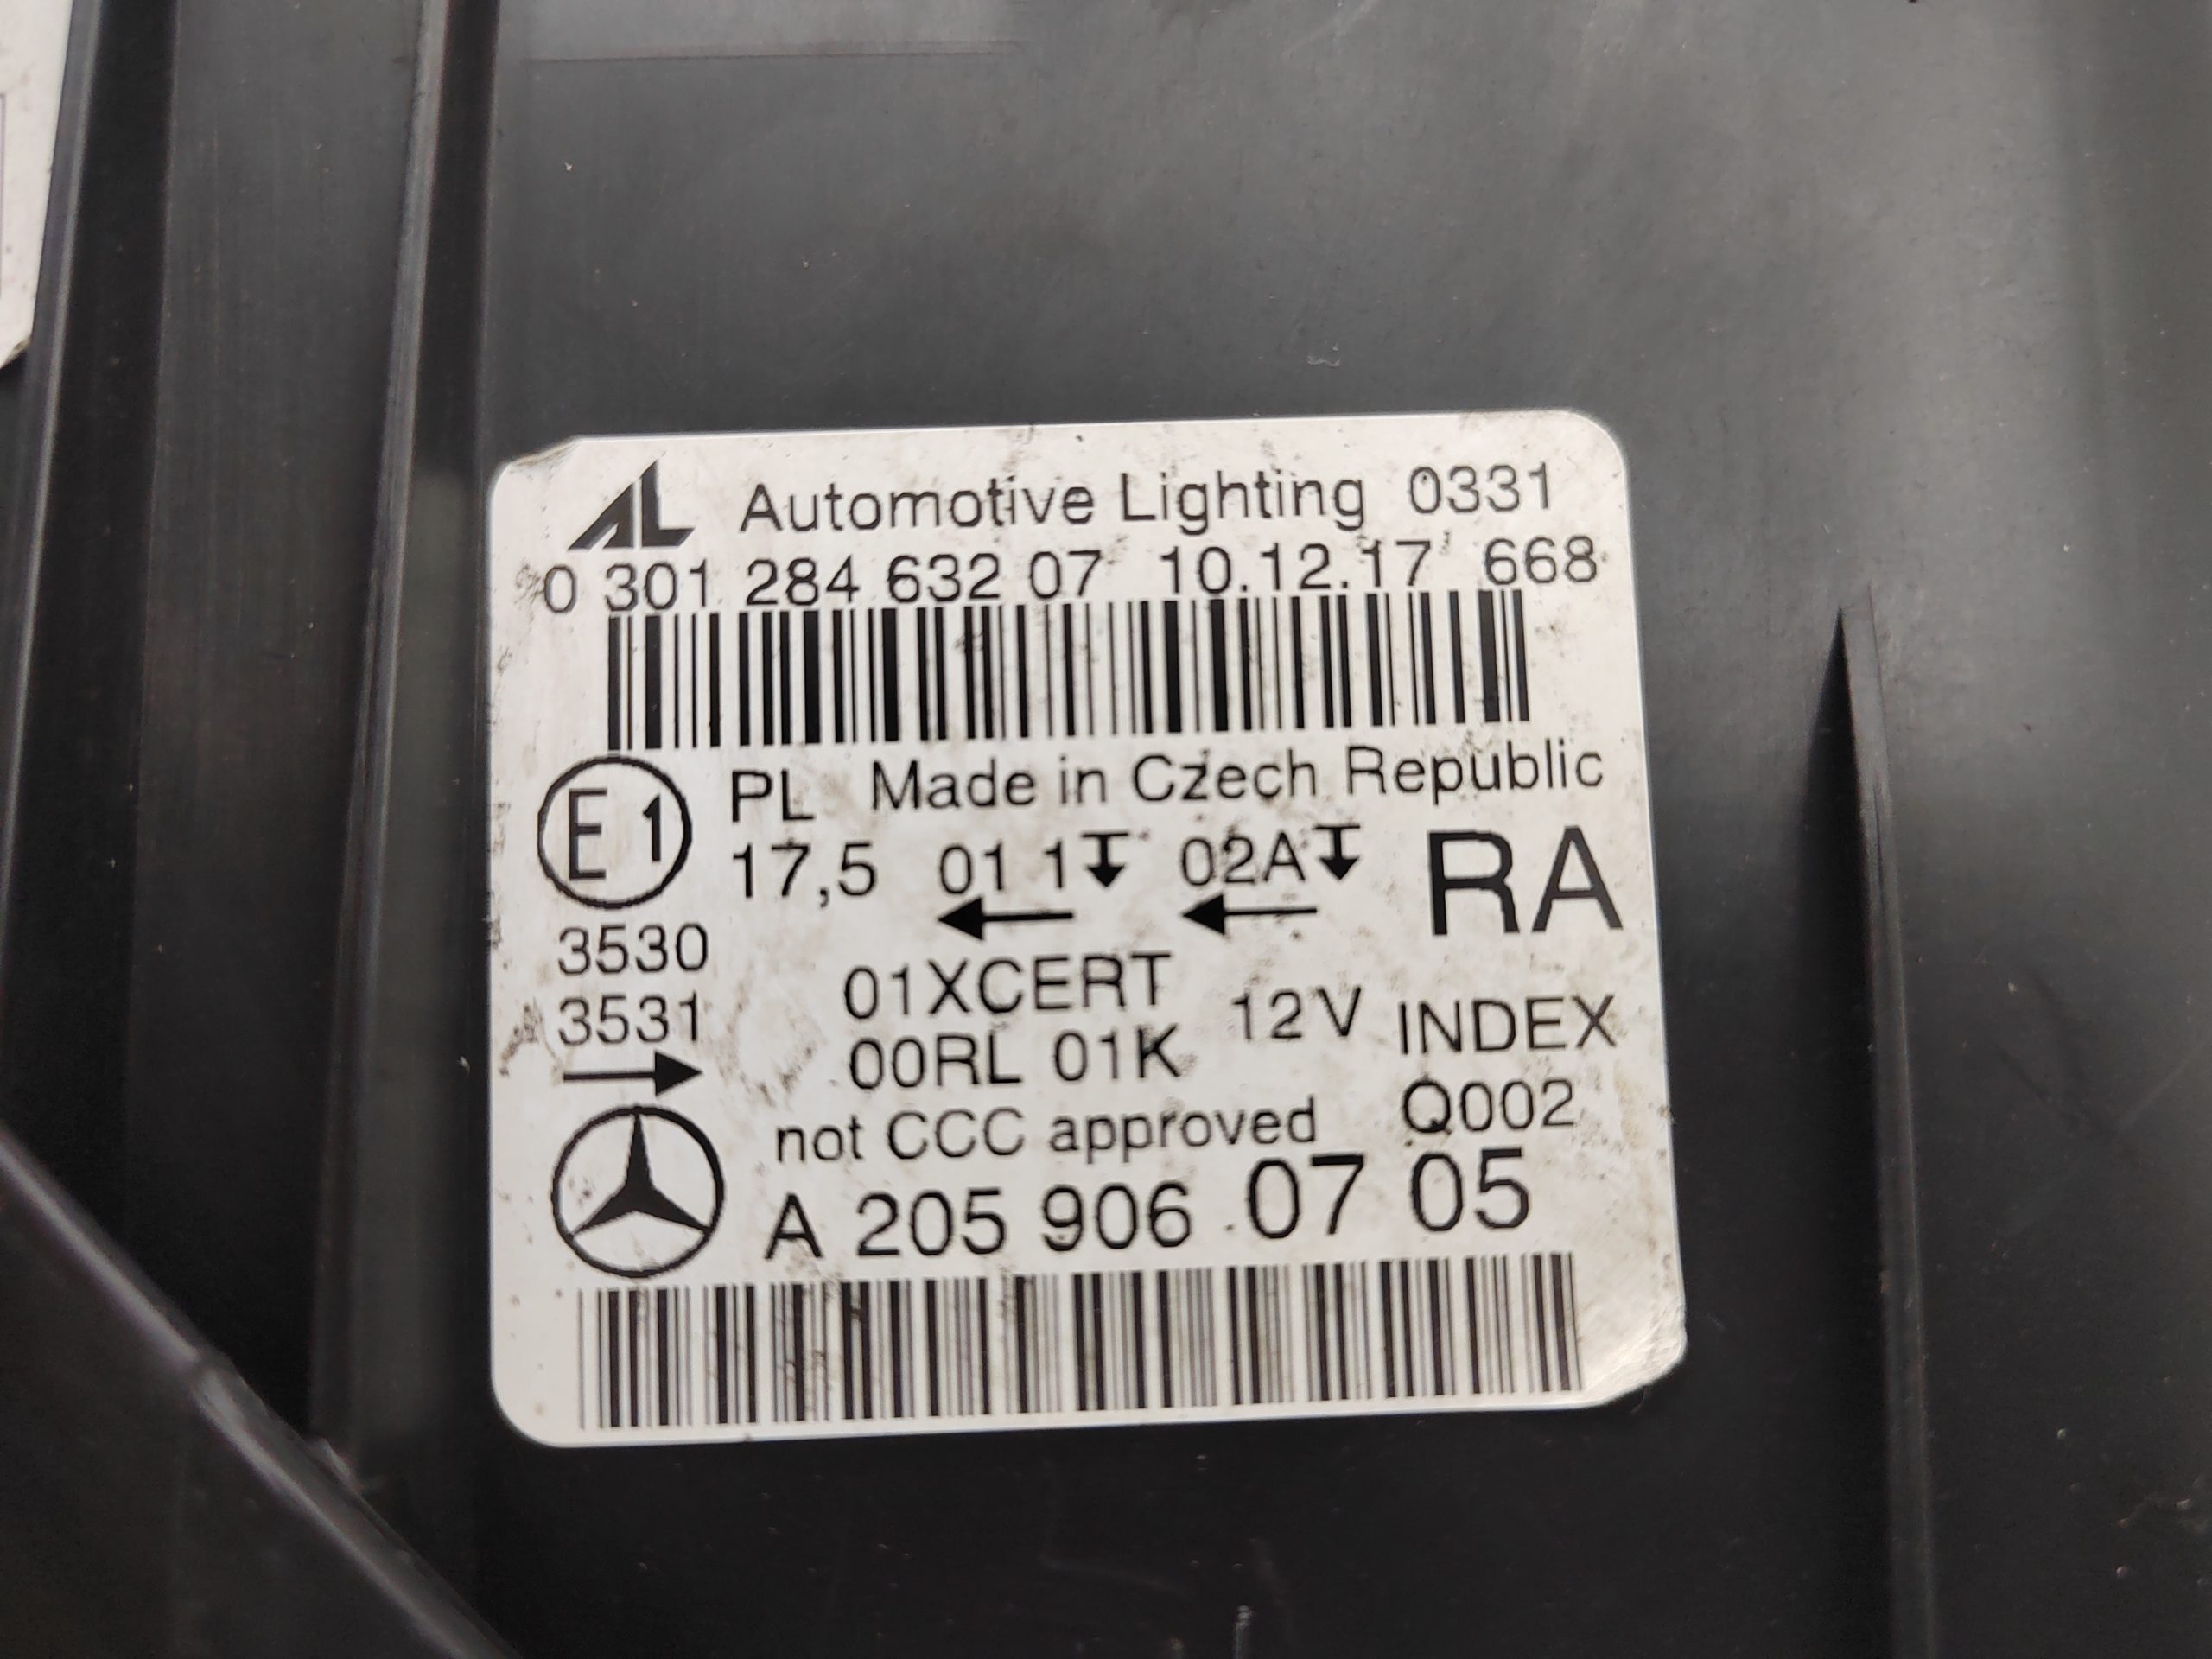 AL Automotive Lighting 0331
0 301 284 632 07 10.12.17 668
E1 PL Made in Czech Republic
17,5 01 1 02A RA
3530 01XCERT 12V INDEX
3531 00RL 01K
not CCC approved Q002
A 205 906 07 05